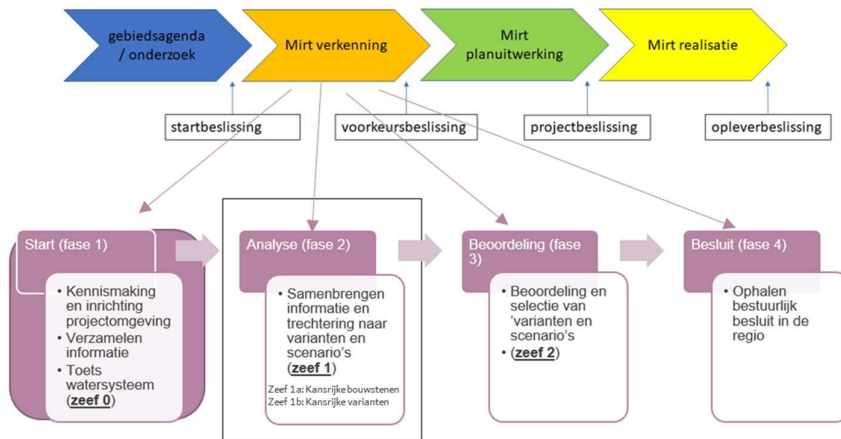 gebiedsagenda
/ onderzoek
Mirt verkenning
Mirt
planuitwerking
Mirt realisatie
startbeslissing
voorkeursbeslissing
projectbeslissing
opleverbeslissing
Start (fase 1)
• Kennismaking
en inrichting
projectomgeving
• Verzamelen
informatie
• Toets
watersysteem
(zeef 0)
Analyse (fase 2)
• Samenbrengen
informatie en
trechtering naar
varianten en
scenario's
(zeef 1)
Zeef 1a: Kansrijke bouwstenen
Zeef 1b: Kansrijke varianten
Beoordeling (fase
3)
• Beoordeling en
selectie van
'varianten en
scenario's
• (zeef 2)
Besluit (fase 4)
• Ophalen
bestuurlijk
besluit in de
regio